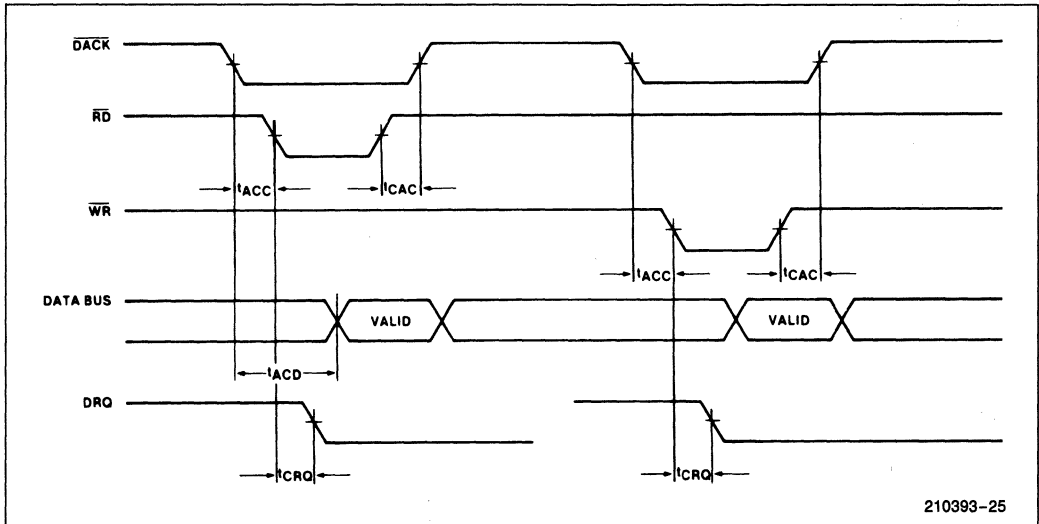 DACK
RD
tACC
tCAC
WR
tACC
tCAC
DATA BUS
VALID
VALID
tACD
DRQ
tCRQ
tCRQ
210393-25